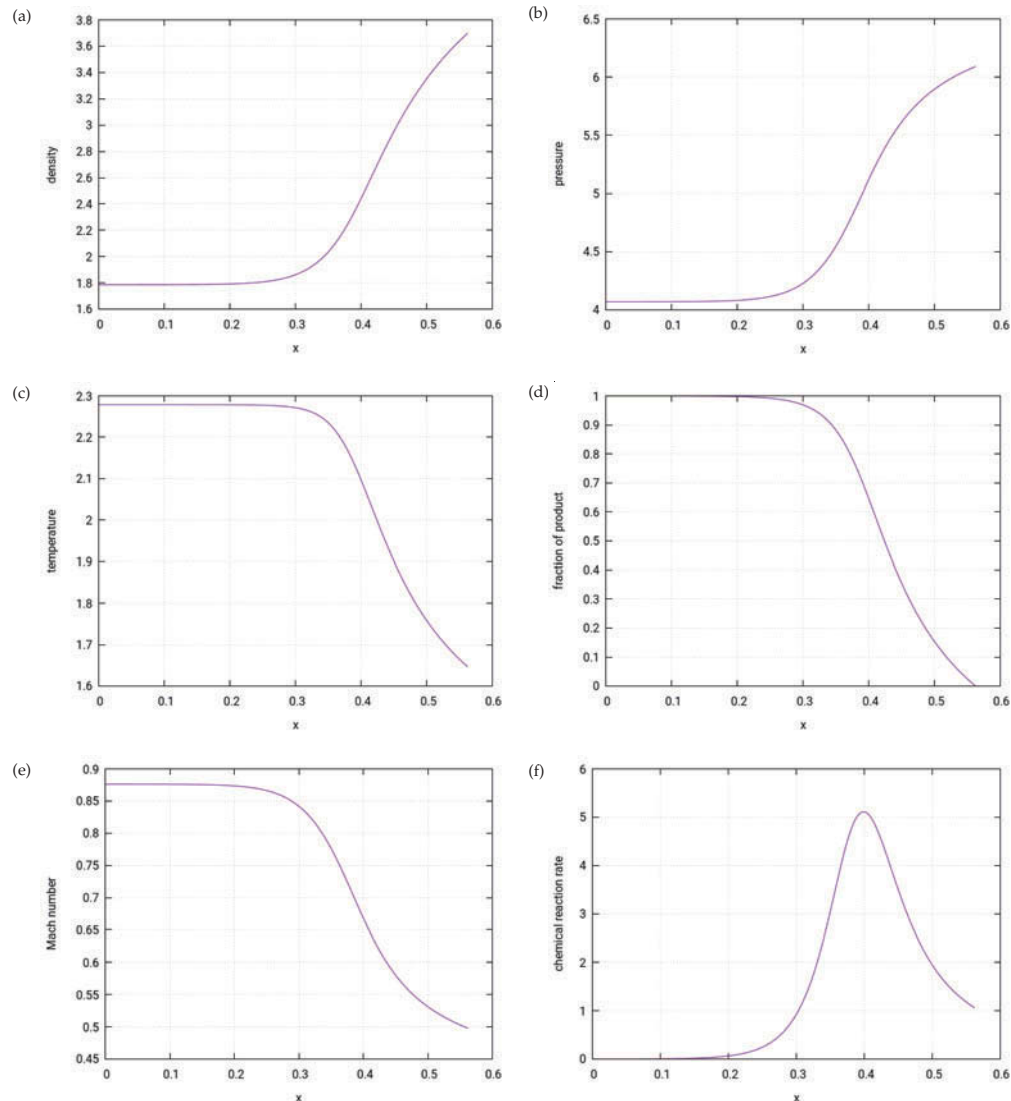 (a)
3.8
3.6
3.4
3.2
3
2.8
2.6
2.4
2.2
2
1.8
1.6
density
0 0.1 0.2 0.3 0.4 0.5 0.6
x
(b)
6.5
6
5.5
5
4.5
4
pressure
0 0.1 0.2 0.3 0.4 0.5 0.6
x
(c)
2.3
2.2
2.1
2
1.9
1.8
1.7
1.6
temperature
0 0.1 0.2 0.3 0.4 0.5 0.6
x
(d)
1
0.9
0.8
0.7
0.6
0.5
0.4
0.3
0.2
0.1
0
fraction of product
0 0.1 0.2 0.3 0.4 0.5 0.6
x
(e)
0.9
0.85
0.8
0.75
0.7
0.65
0.6
0.55
0.5
0.45
Mach number
0 0.1 0.2 0.3 0.4 0.5 0.6
x
(f)
6
5
4
3
2
1
0
chemical reaction rate
0 0.1 0.2 0.3 0.4 0.5 0.6
x